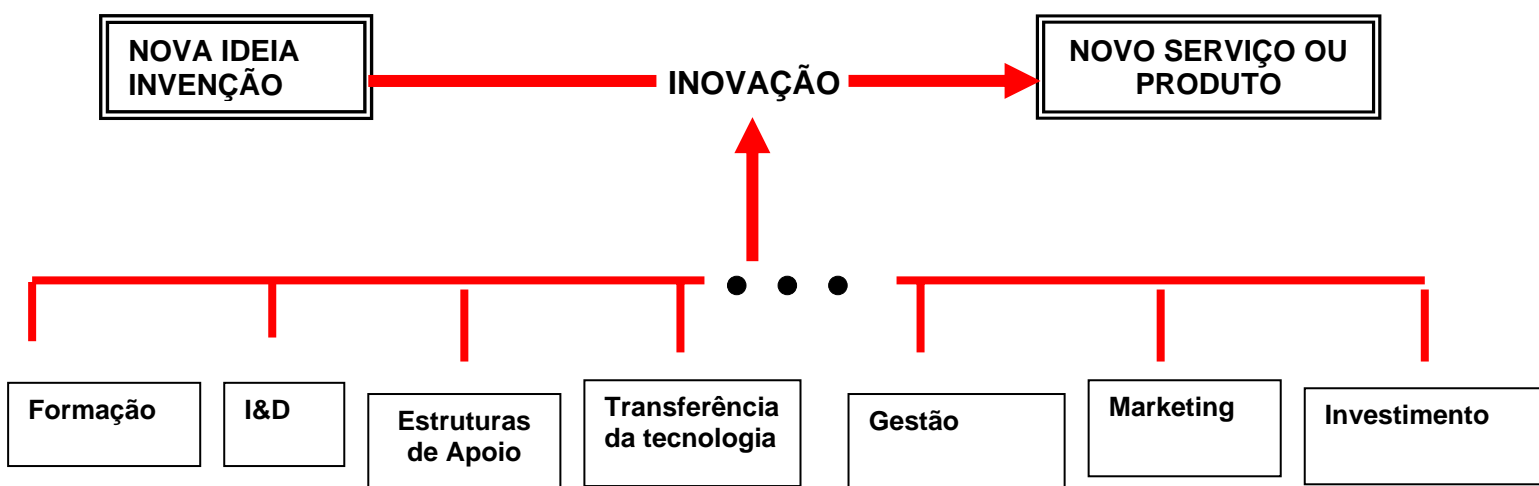 NOVA IDEIA
INVENÇÃO
INOVAÇÃO
NOVO SERVIÇO OU
PRODUTO
Formação
I&D
Estruturas
de Apoio
Transferência
da tecnologia
Gestão
Marketing
Investimento